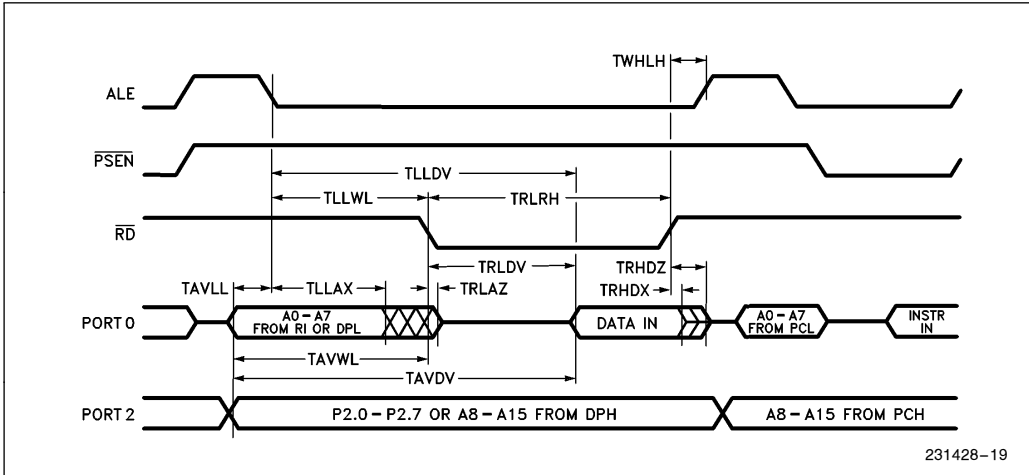 TWHLH
ALE
PSEN
TLLDV
TLLWL
TRLRH
RD
TRLDV
TRHDZ
TAVLL
TLLAX
TRLAZ
TRHDX
PORT 0
A0 – A7
FROM RI OR DPL
DATA IN
A0 – A7
FROM PCL
INSTR
IN
TAVWL
TAVDV
PORT 2
P2.0 – P2.7 OR A8 – A15 FROM DPH
A8 – A15 FROM PCH
231428–19